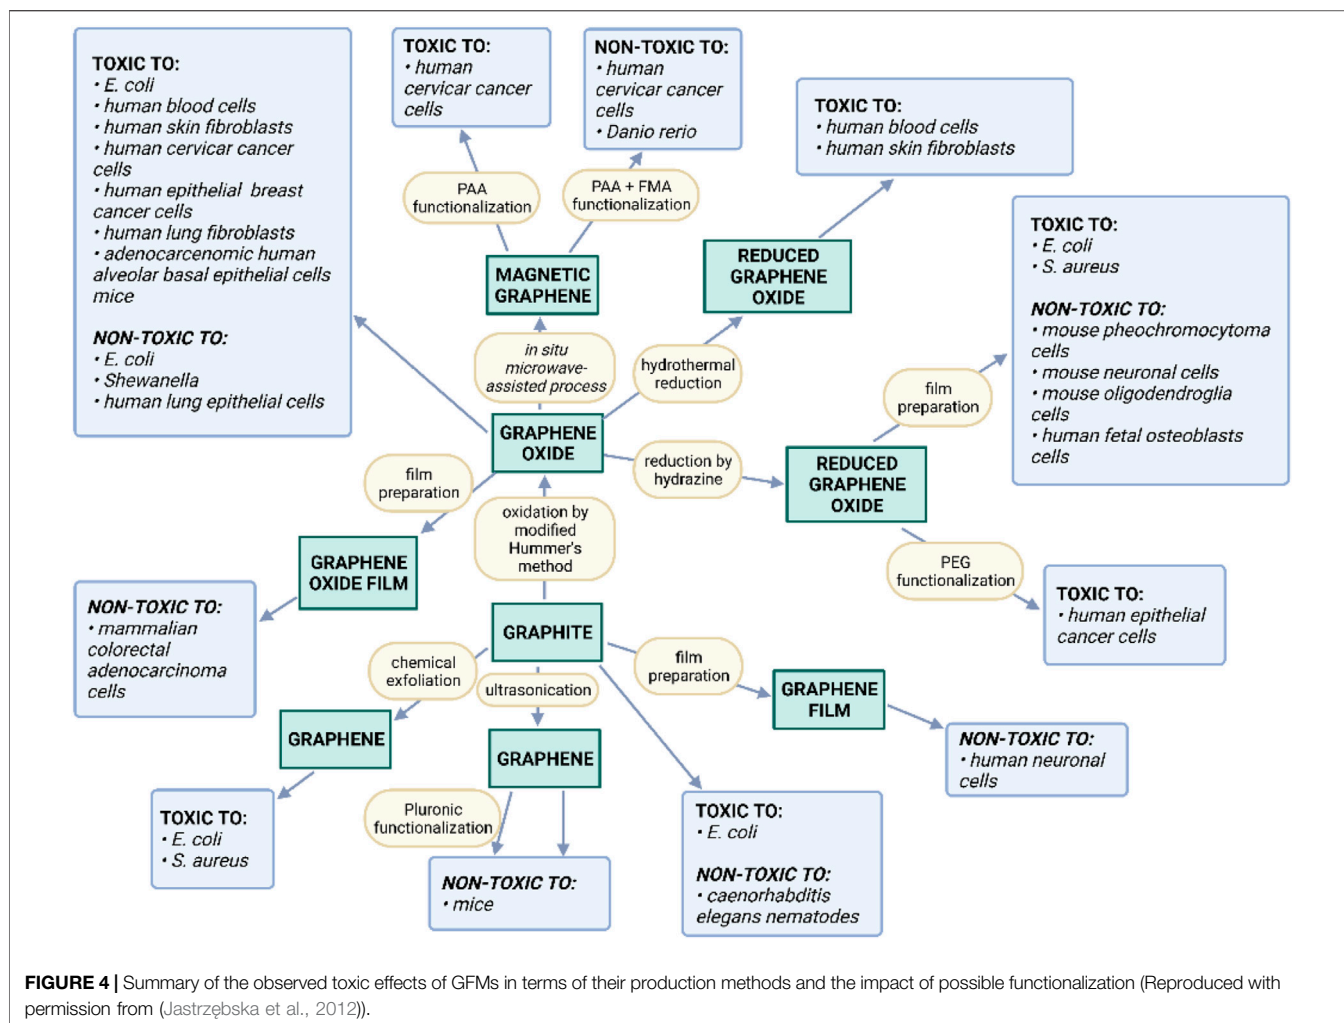 TOXIC TO:
• E. coli
• human blood cells
• human skin fibroblasts
• human cervicar cancer
cells
• human epithelial breast
cancer cells
• human lung fibroblasts
• adenocarcenomic human
alveolar basal epithelial cells
mice
NON-TOXIC TO:
• E. coli
• Shewanella
• human lung epithelial cells
TOXIC TO:
• human
cervicar cancer
cells
NON-TOXIC TO:
• human
cervicar cancer
cells
• Danio rerio
TOXIC TO:
• human blood cells
• human skin fibroblasts
PAA
functionalization
PAA + FMA
functionalization
MAGNETIC
GRAPHENE
REDUCED
GRAPHENE
OXIDE
TOXIC TO:
• E. coli
• S. aureus
NON-TOXIC TO:
• mouse pheochromocytoma
cells
• mouse neuronal cells
• mouse oligodendroglia
cells
• human fetal osteoblasts
cells
in situ
microwave-
assisted process
hydrothermal
reduction
film
preparation
GRAPHENE
OXIDE
film
preparation
reduction by
hydrazine
REDUCED
GRAPHENE
OXIDE
oxidation by
modified
Hummer's
method
GRAPHENE
OXIDE FILM
PEG
functionalization
NON-TOXIC TO:
• mammalian
colorectal
adenocarcinoma
cells
GRAPHITE
TOXIC TO:
• human epithelial
cancer cells
chemical
exfoliation
ultrasonication
film
preparation
GRAPHENE
FILM
GRAPHENE
GRAPHENE
NON-TOXIC TO:
• human neuronal
cells
TOXIC TO:
• E. coli
• S. aureus
Pluronic
functionalization
NON-TOXIC TO:
• mice
TOXIC TO:
• E. coli
NON-TOXIC TO:
• caenorhabditis
elegans nematodes
FIGURE 4 | Summary of the observed toxic effects of GFMs in terms of their production methods and the impact of possible functionalization (Reproduced with
permission from (Jastrzębska et al., 2012)).